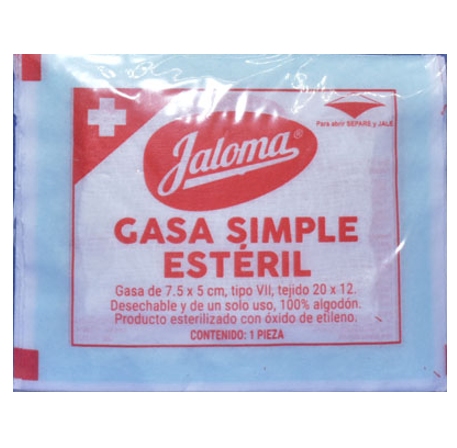 Para abrir SEPARE y JALE
Jaloma®
GASA SIMPLE
ESTÉRIL
Gasa de 7.5 x 5 cm, tipo VII, tejido 20 x 12.
Desechable y de un solo uso, 100% algodón.
Producto esterilizado con óxido de etileno.
CONTENIDO: 1 PIEZA